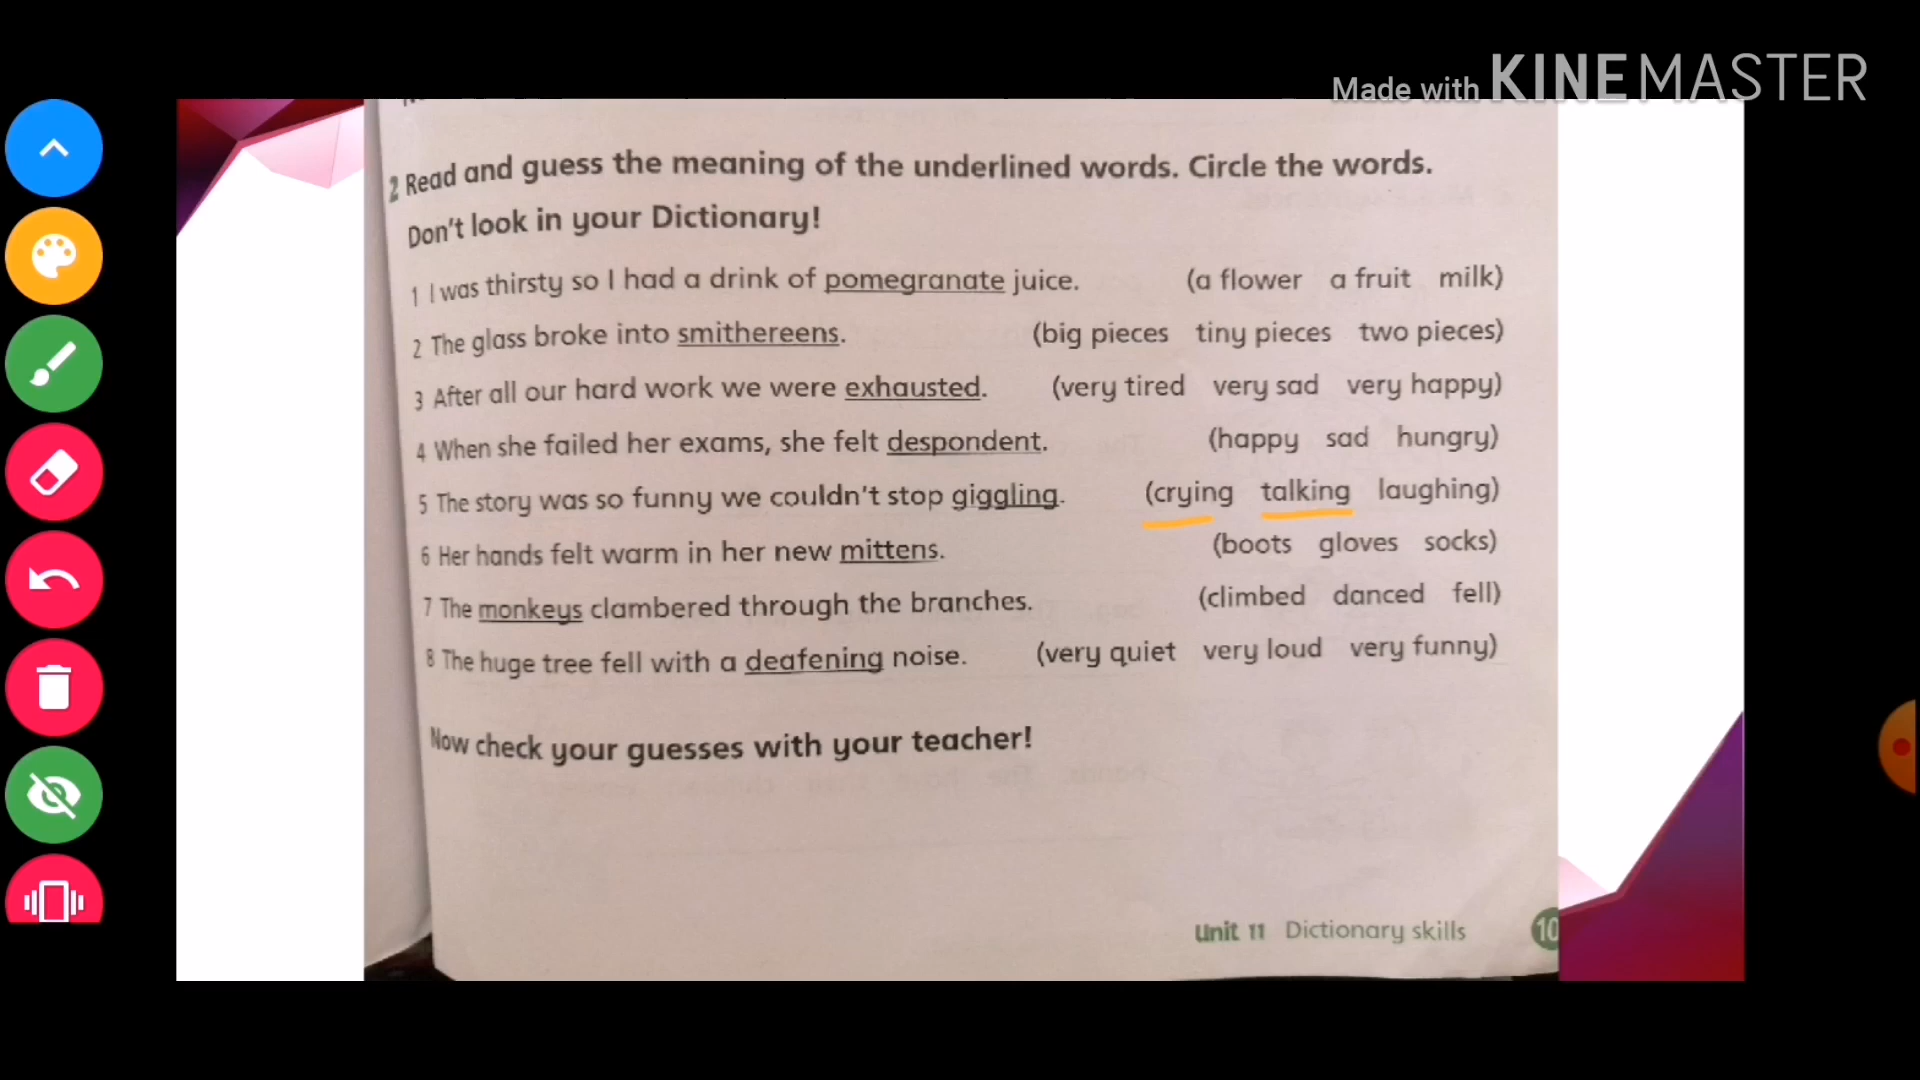 Made with KINEMASTER
2 Read and guess the meaning of the underlined words. Circle the words.
Don't look in your Dictionary!
1 I was thirsty so I had a drink of pomegranate juice. (a flower a fruit milk)
2 The glass broke into smithereens. (big pieces tiny pieces two pieces)
3 After all our hard work we were exhausted. (very tired very sad very happy)
4 When she failed her exams, she felt despondent. (happy sad hungry)
5 The story was so funny we couldn't stop giggling. (crying talking laughing)
6 Her hands felt warm in her new mittens. (boots gloves socks)
7 The monkeys clambered through the branches. (climbed danced fell)
8 The huge tree fell with a deafening noise. (very quiet very loud very funny)
Now check your guesses with your teacher!
Unit 11 Dictionary skills